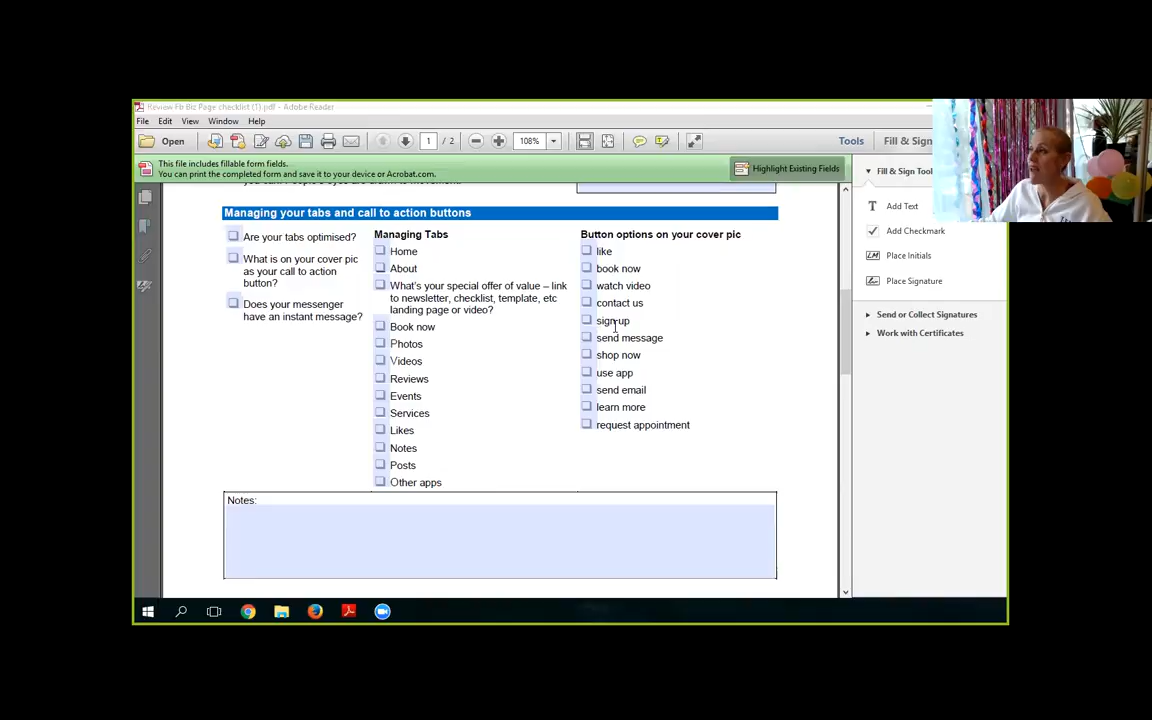 Review Fb Biz Page checklist (1).pdf - Adobe Reader
File Edit View Window Help
Open 1 / 2 108% Tools Fill & Sign
This file includes fillable form fields.
You can print the completed form and save it to your device or Acrobat.com.
Highlight Existing Fields
Managing your tabs and call to action buttons
Are your tabs optimised?
What is on your cover pic
as your call to action
button?
Does your messenger
have an instant message?
Managing Tabs
Home
About
What's your special offer of value – link
to newsletter, checklist, template, etc
landing page or video?
Book now
Photos
Videos
Reviews
Events
Services
Likes
Notes
Posts
Other apps
Button options on your cover pic
like
book now
watch video
contact us
sign-up
send message
shop now
use app
send email
learn more
request appointment
Notes:
Fill & Sign Tool
T Add Text
Add Checkmark
Place Initials
Place Signature
Send or Collect Signatures
Work with Certificates